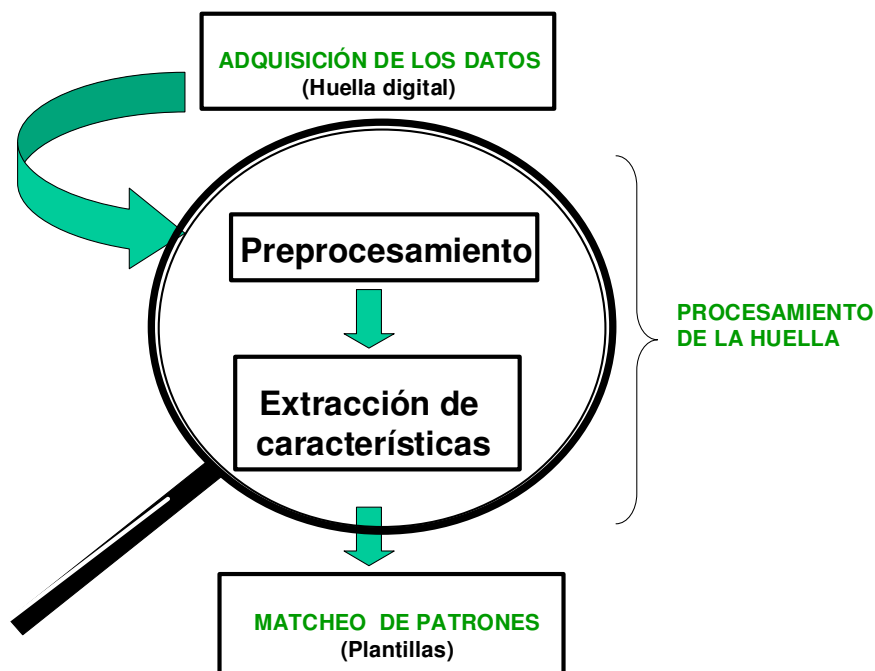 ADQUISICIÓN DE LOS DATOS
(Huella digital)
Preprocesamiento
Extracción de
características
PROCESAMIENTO
DE LA HUELLA
MATCHEO DE PATRONES
(Plantillas)